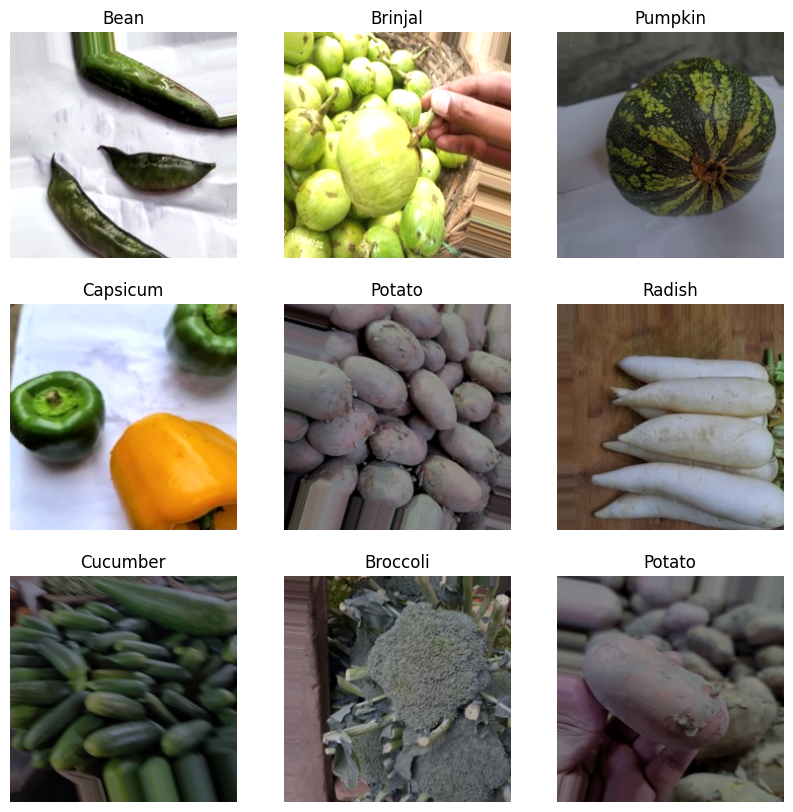 Bean
Brinjal
Pumpkin
Capsicum
Potato
Radish
Cucumber
Broccoli
Potato